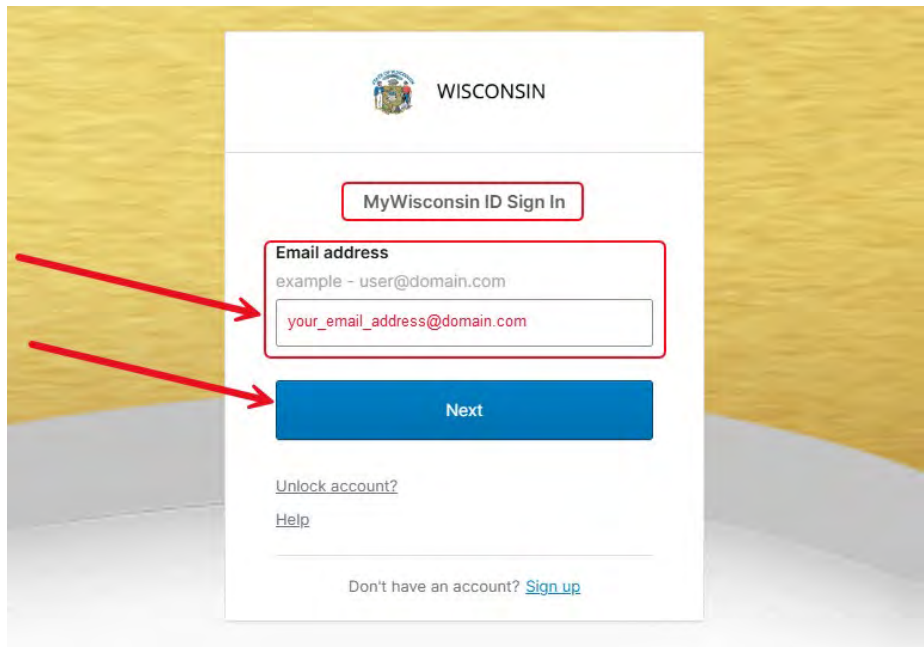 WISCONSIN
MyWisconsin ID Sign In
Email address
example - user@domain.com
your_email_address@domain.com
Next
Unlock account?
Help
Don't have an account? Sign up